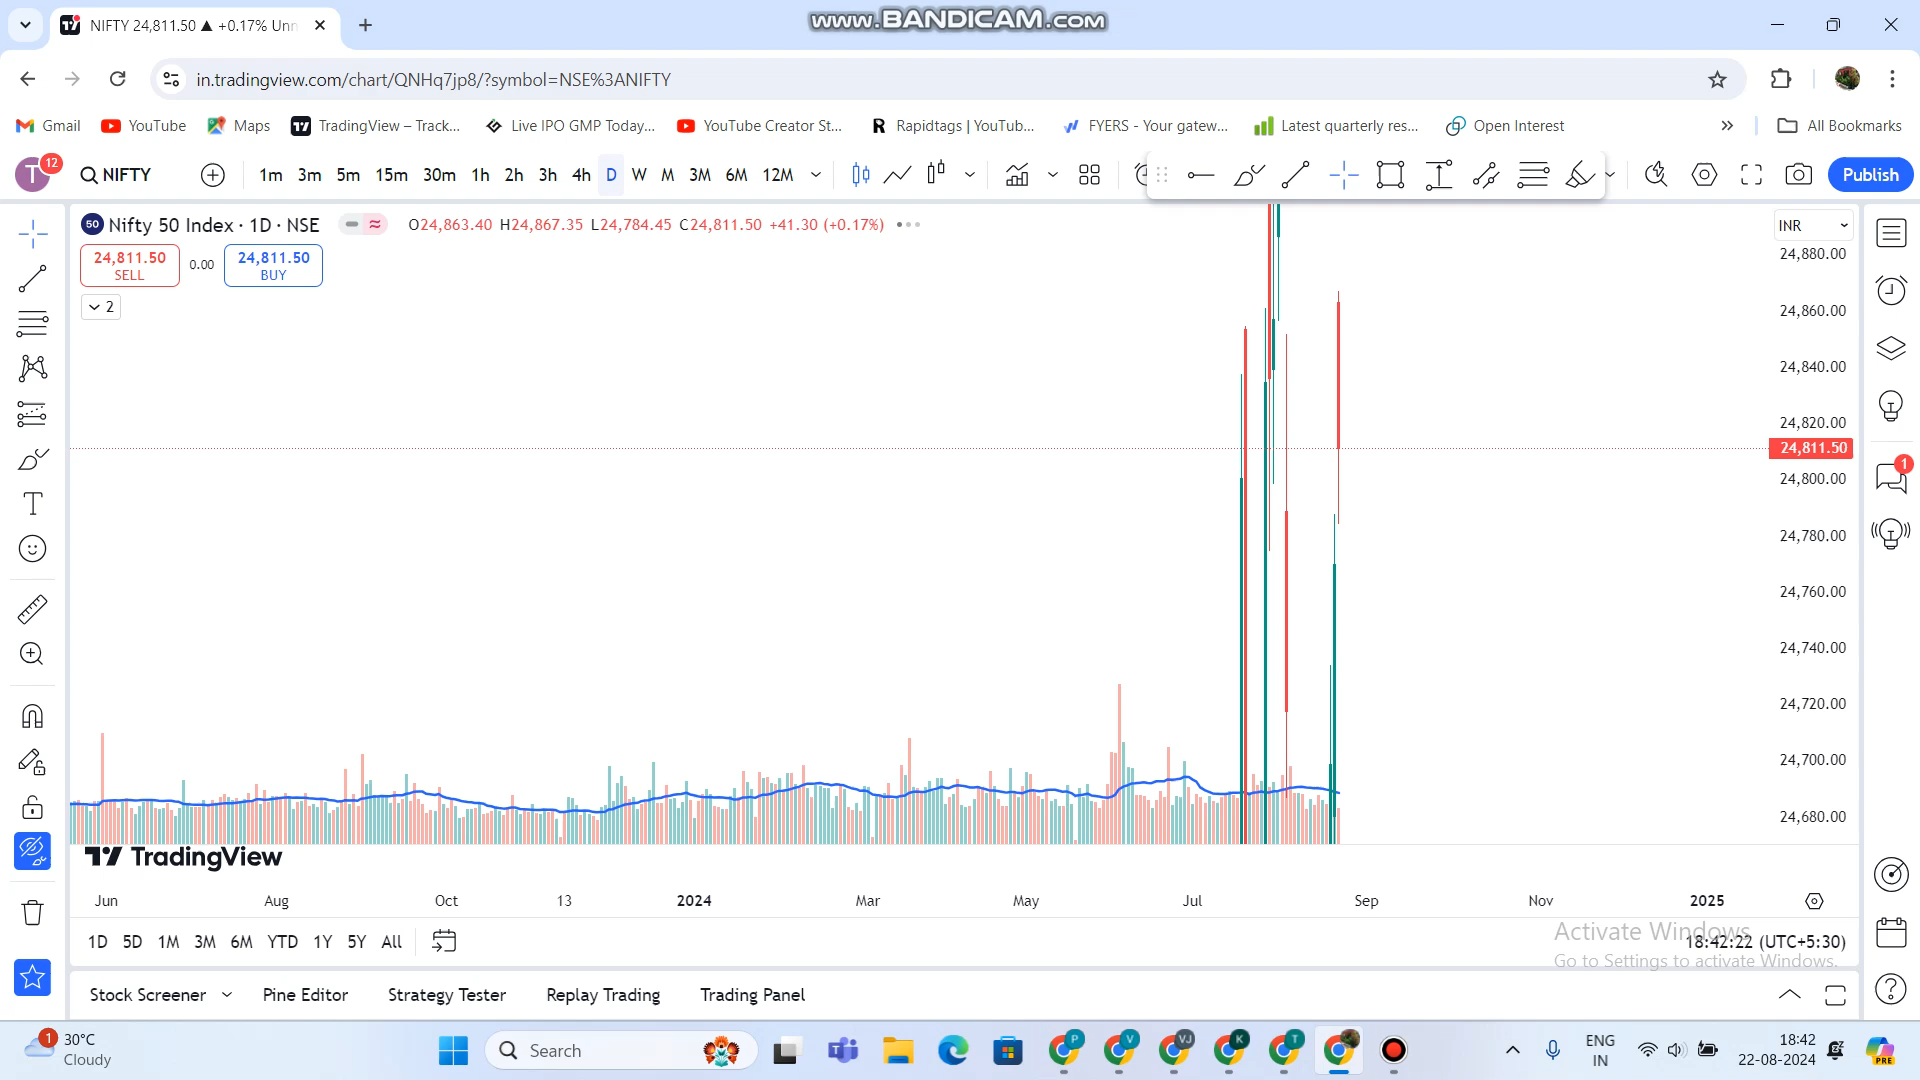 NIFTY 24,811.50 ▲ +0.17% Unn
www.BANDICAM.com
in.tradingview.com/chart/QNHq7jp8/?symbol=NSE%3ANIFTY
Gmail YouTube Maps TradingView – Track... Live IPO GMP Today... YouTube Creator St... Rapidtags | YouTub... FYERS - Your gatew... Latest quarterly res... Open Interest » All Bookmarks
T 12 NIFTY 1m 3m 5m 15m 30m 1h 2h 3h 4h D W M 3M 6M 12M Publish
50 Nifty 50 Index · 1D · NSE O24,863.40 H24,867.35 L24,784.45 C24,811.50 +41.30 (+0.17%) INR
24,811.50 SELL 0.00 24,811.50 BUY
2
24,880.00
24,860.00
24,840.00
24,820.00
24,811.50
24,800.00
24,780.00
24,760.00
24,740.00
24,720.00
24,700.00
24,680.00
1
TradingView
Jun Aug Oct 13 2024 Mar May Jul Sep Nov 2025
1D 5D 1M 3M 6M YTD 1Y 5Y All 18:42:22 (UTC+5:30)
Activate Windows
Go to Settings to activate Windows.
Stock Screener Pine Editor Strategy Tester Replay Trading Trading Panel
1 30°C
Cloudy
Search
P V VJ K T
ENG
IN
18:42
22-08-2024
PRE